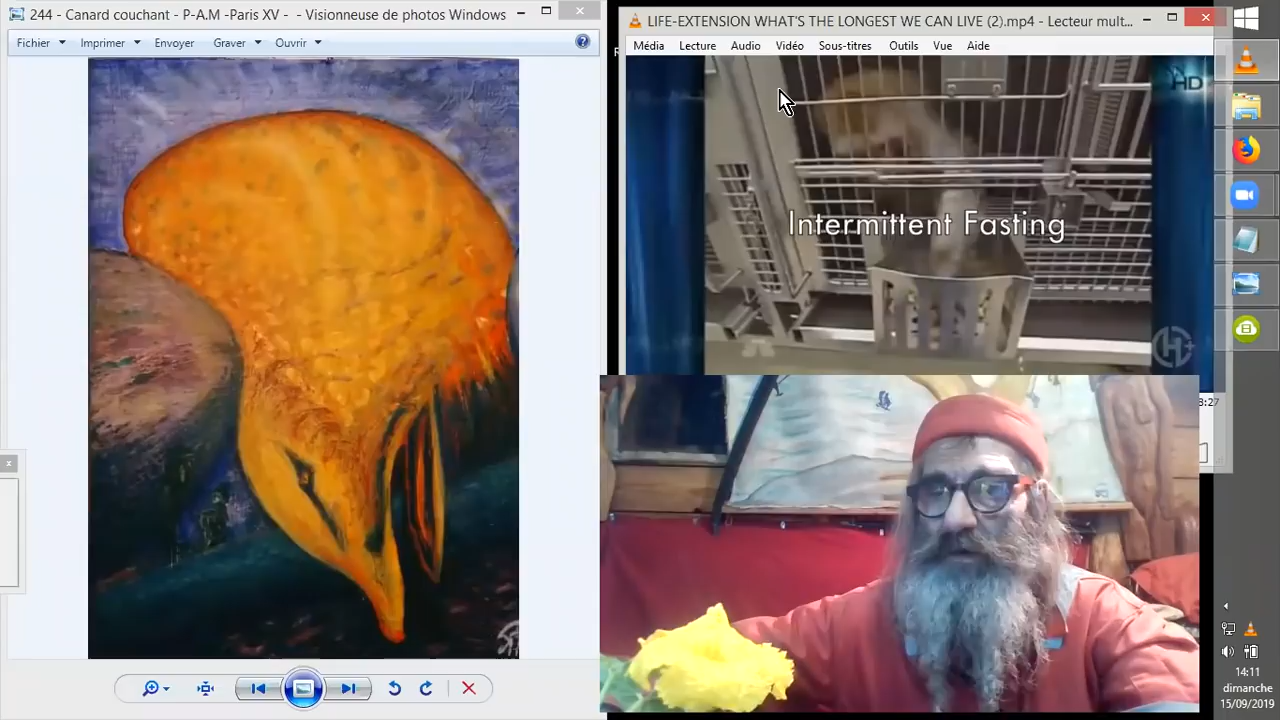 244 - Canard couchant - P-A-M -Paris XV - - Visionneuse de photos Windows
Fichier Imprimer Envoyer Graver Ouvrir
LIFE-EXTENSION WHAT'S THE LONGEST WE CAN LIVE (2).mp4 - Lecteur mult...
Média Lecture Audio Vidéo Sous-titres Outils Vue Aide
HD
Intermittent Fasting
H+
3:27
14:11
dimanche
15/09/2019